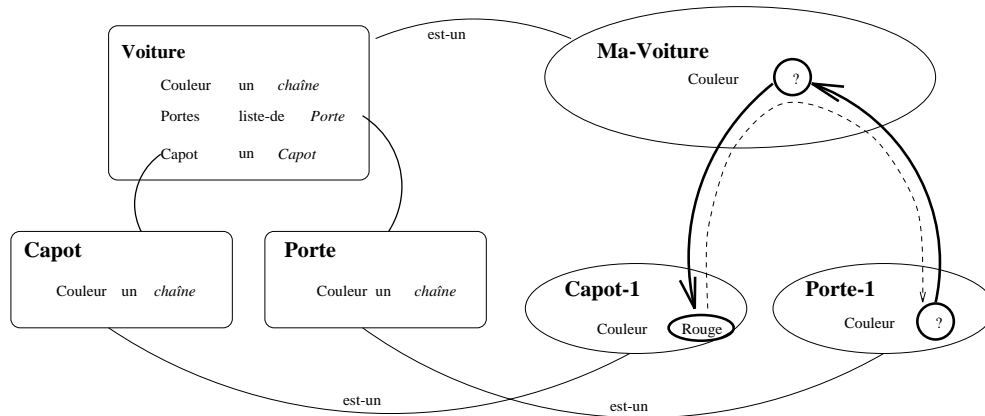 est-un
Voiture
Couleur un chaîne
Portes liste-de Porte
Capot un Capot
Ma-Voiture
Couleur ?
Capot
Couleur un chaîne
Porte
Couleur un chaîne
Capot-1
Couleur Rouge
Porte-1
Couleur ?
est-un
est-un